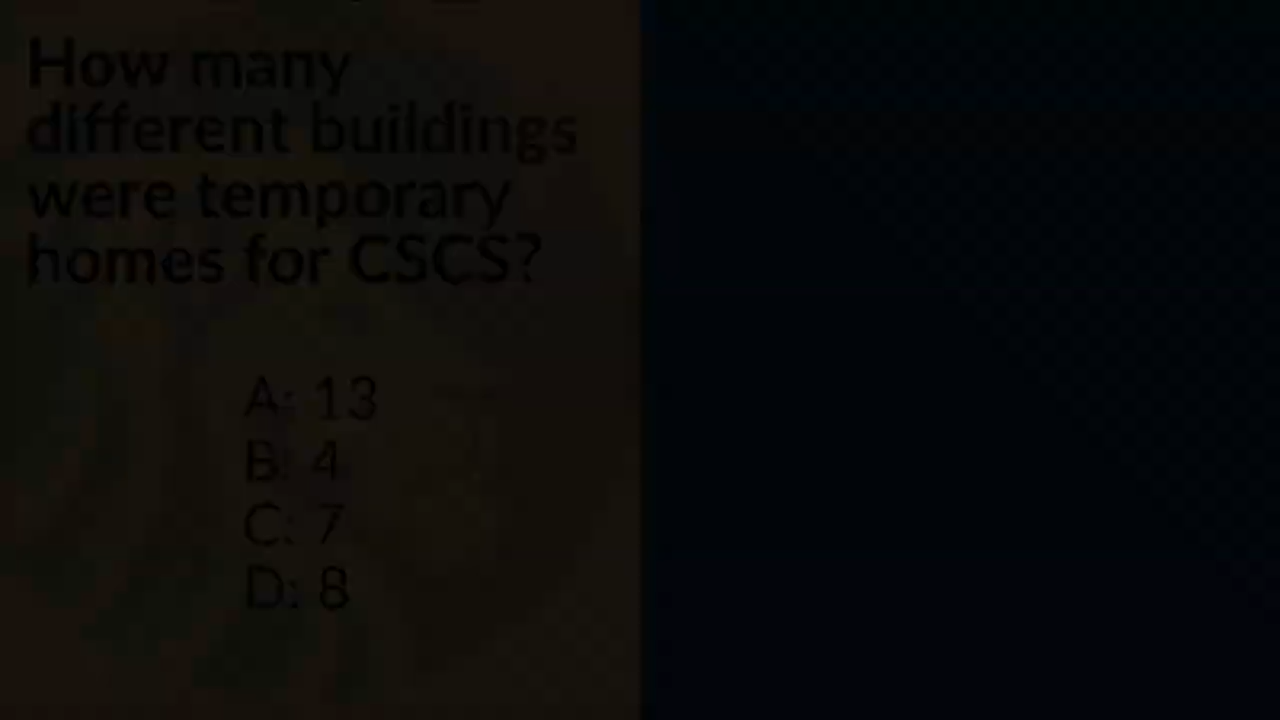 How many
different buildings
were temporary
homes for CSCS?
A: 13
B: 4
C: 7
D: 8